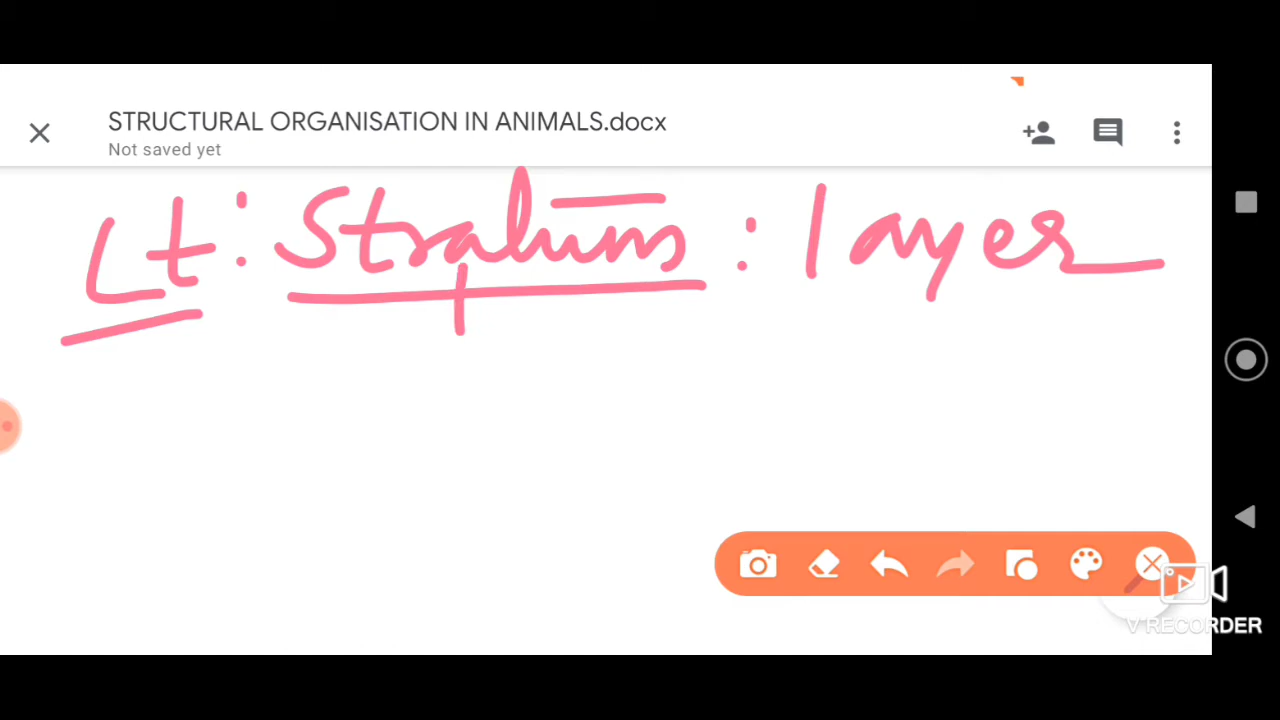 STRUCTURAL ORGANISATION IN ANIMALS.docx
Not saved yet
Lt: Stratum : layer
V RECORDER